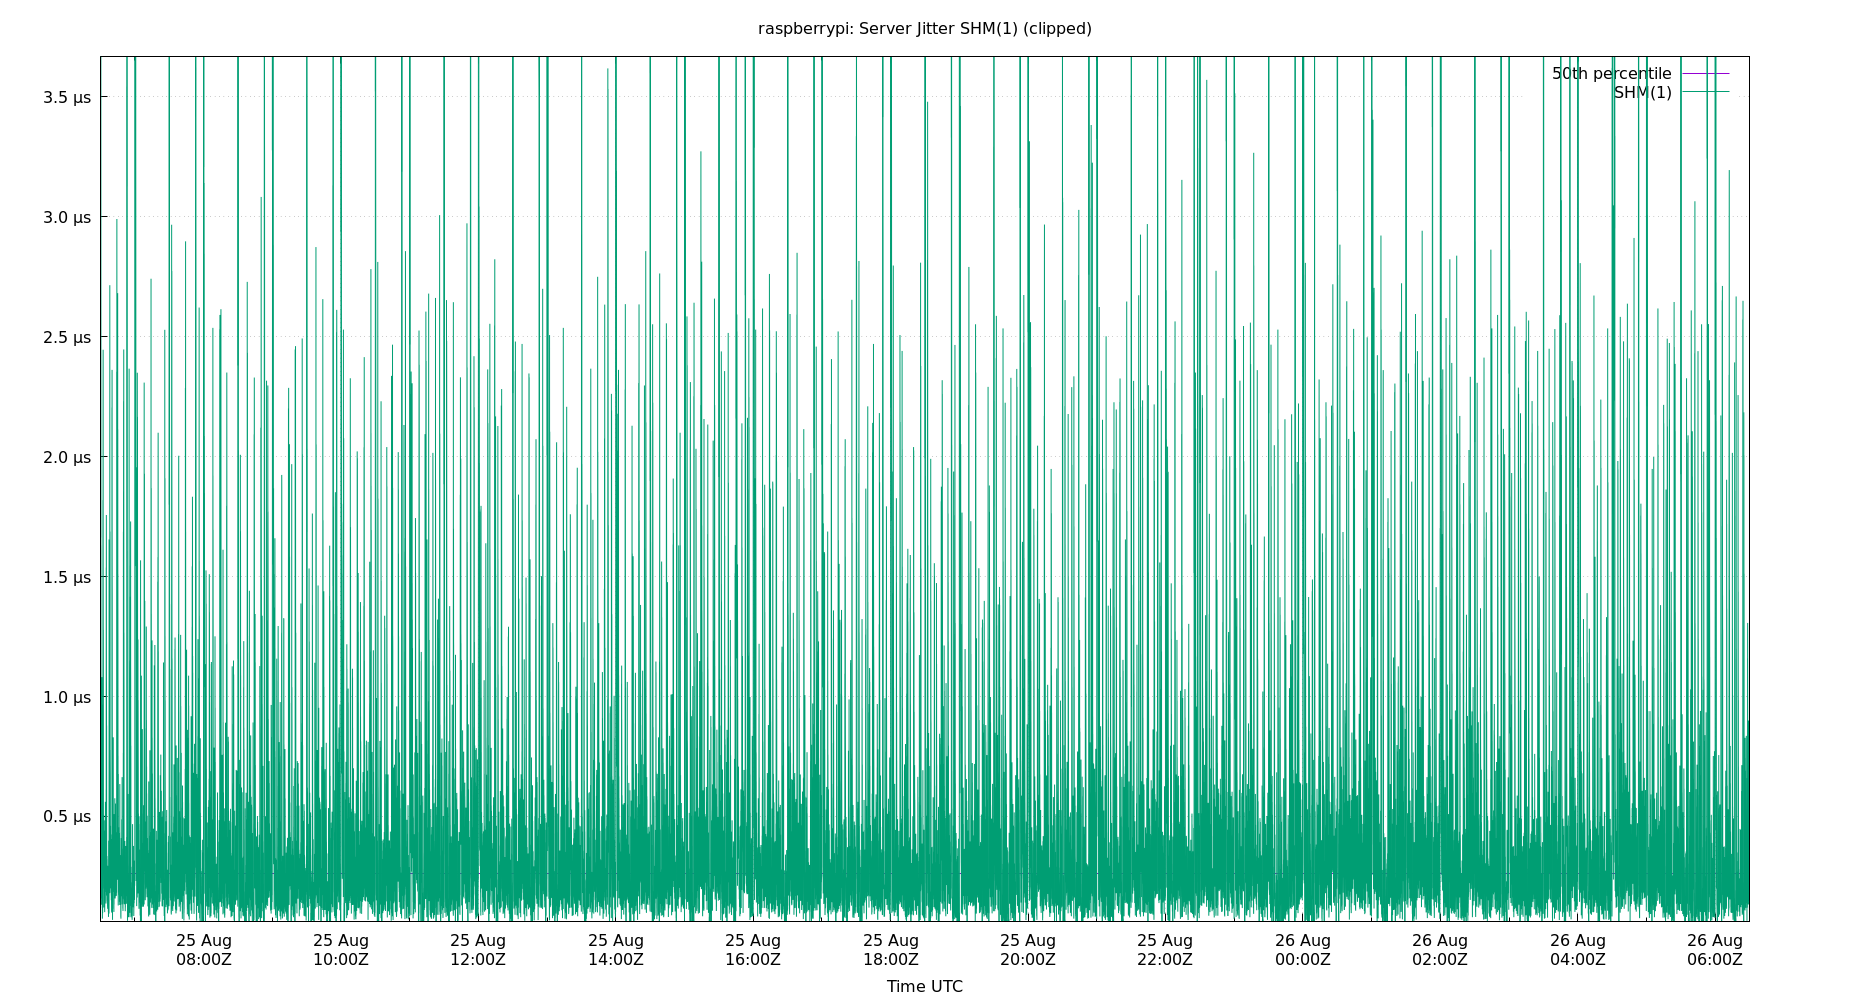 raspberrypi: Server Jitter SHM(1) (clipped)
50th percentile
SHM(1)
3.5 µs
3.0 µs
2.5 µs
2.0 µs
1.5 µs
1.0 µs
0.5 µs
25 Aug 25 Aug 25 Aug 25 Aug 25 Aug 25 Aug 25 Aug 25 Aug 26 Aug 26 Aug 26 Aug 26 Aug
08:00Z 10:00Z 12:00Z 14:00Z 16:00Z 18:00Z 20:00Z 22:00Z 00:00Z 02:00Z 04:00Z 06:00Z
Time UTC